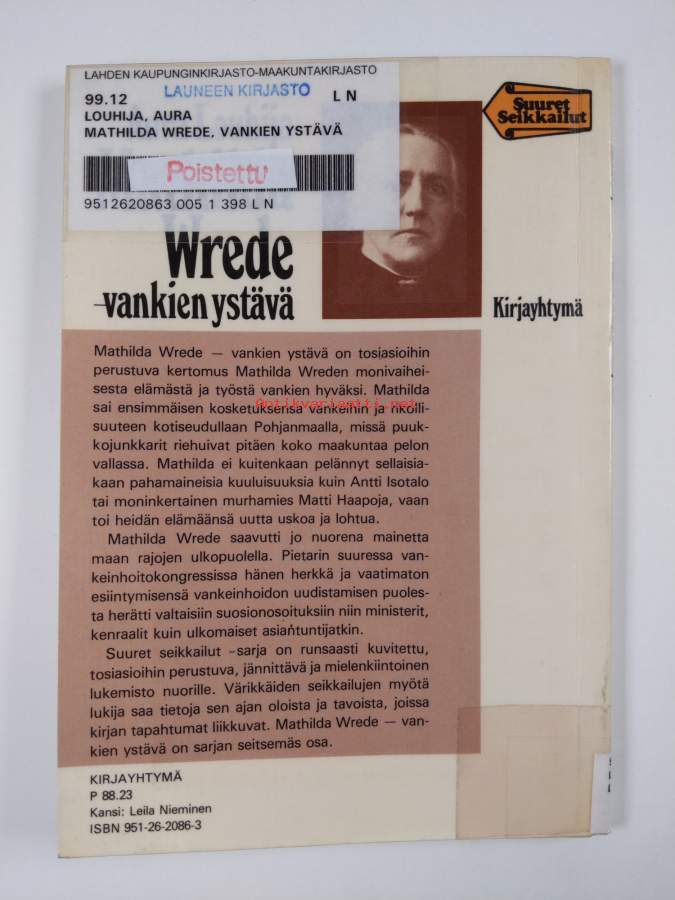 LAHDEN KAUPUNGINKIRJASTO-MAAKUNTAKIRJASTO
LAUNEEN KIRJASTO
99.12 L N
LOUHIJA, AURA
MATHILDA WREDE, VANKIEN YSTÄVÄ
Poistettu
9512620863 005 1 398 L N
Suuret
Seikkailut
Wrede
–vankien ystävä
Kirjayhtymä
Mathilda Wrede — vankien ystävä on tosiasioihin
perustuva kertomus Mathilda Wreden monivaihei-
sesta elämästä ja työstä vankien hyväksi. Mathilda
sai ensimmäisen kosketuksensa vankeihin ja rikolli-
Antikvariaatti.net
suuteen kotiseudullaan Pohjanmaalla, missä puuk-
kojunkkarit riehuivat pitäen koko maakuntaa pelon
vallassa. Mathilda ei kuitenkaan pelännyt sellaisia-
kaan pahamaineisia kuuluisuuksia kuin Antti Isotalo
tai moninkertainen murhamies Matti Haapoja, vaan
toi heidän elämäänsä uutta uskoa ja lohtua.
Mathilda Wrede saavutti jo nuorena mainetta
maan rajojen ulkopuolella. Pietarin suuressa van-
keinhoitokongressissa hänen herkkä ja vaatimaton
esiintymisensä vankeinhoidon uudistamisen puoles-
ta herätti valtaisiin suosionosoituksiin niin ministerit,
kenraalit kuin ulkomaiset asiantuntijatkin.
Suuret seikkailut -sarja on runsaasti kuvitettu,
tosiasioihin perustuva, jännittävä ja mielenkiintoinen
lukemisto nuorille. Värikkäiden seikkailujen myötä
lukija saa tietoja sen ajan oloista ja tavoista, joissa
kirjan tapahtumat liikkuvat. Mathilda Wrede — van-
kien ystävä on sarjan seitsemäs osa.
KIRJAYHTYMÄ
P 88.23
Kansi: Leila Nieminen
ISBN 951-26-2086-3